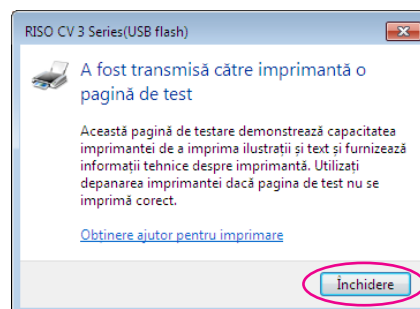 RISO CV 3 Series(USB flash)
A fost transmisă către imprimantă o
pagină de test
Această pagină de testare demonstrează capacitatea
imprimantei de a imprima ilustrații și text și furnizează
informații tehnice despre imprimantă. Utilizați
depanarea imprimantei dacă pagina de test nu se
imprimă corect.
Obținere ajutor pentru imprimare
Închidere